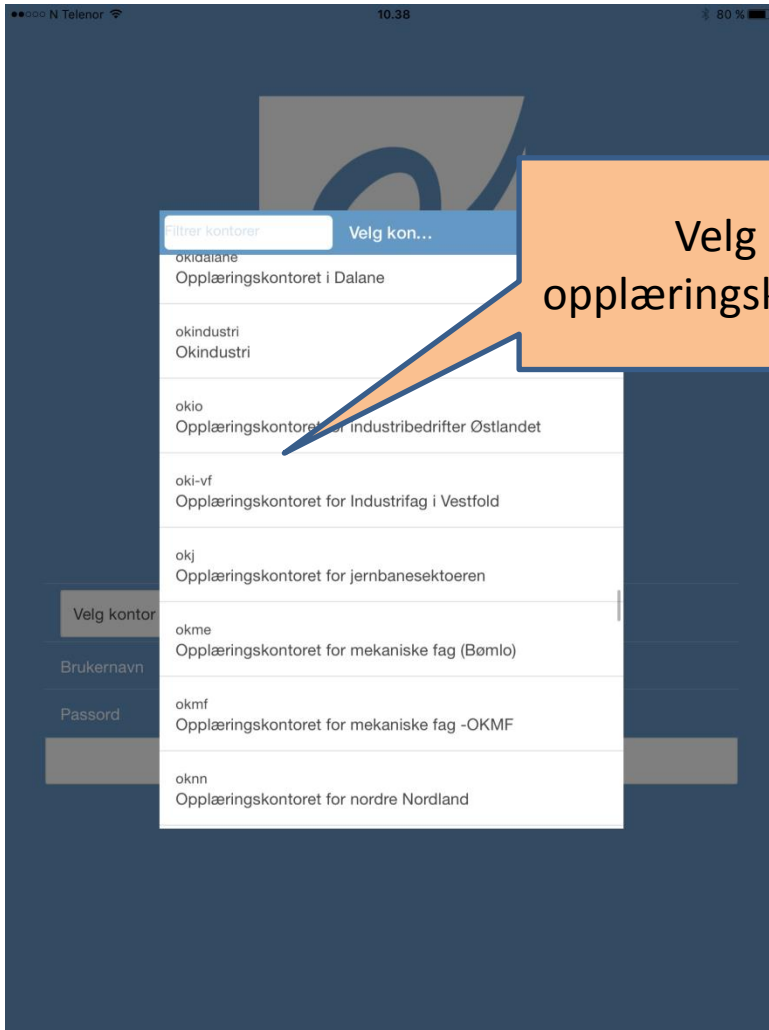 N Telenor
10.38
80 %
Filtrer kontorer
Velg kon...
Velg
okidalane
Opplæringskontoret i Dalane
okindustri
Okindustri
okio
Opplæringskontoret industribedrifter Østlandet
oki-vf
Opplæringskontoret for Industrifag i Vestfold
okj
Opplæringskontoret for jernbanesektoeren
okme
Opplæringskontoret for mekaniske fag (Bømlo)
okmf
Opplæringskontoret for mekaniske fag -OKMF
oknn
Opplæringskontoret for nordre Nordland
Velg kontor
Brukernavn
Passord